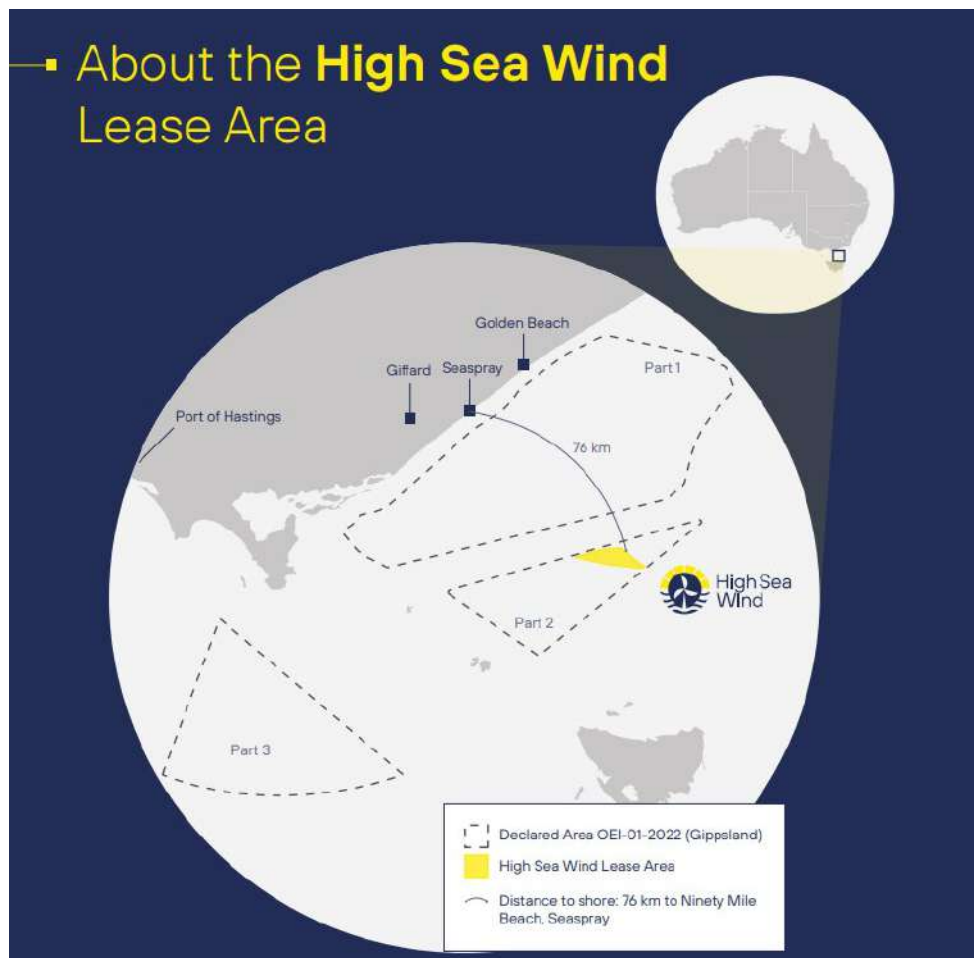 About the High Sea Wind
Lease Area
Golden Beach
Giffard
Seaspray
Part 1
Port of Hastings
76 km
High Sea
Wind
Part 2
Part 3
Declared Area OEI-01-2022 (Gippsland)
High Sea Wind Lease Area
Distance to shore: 76 km to Ninety Mile
Beach, Seaspray